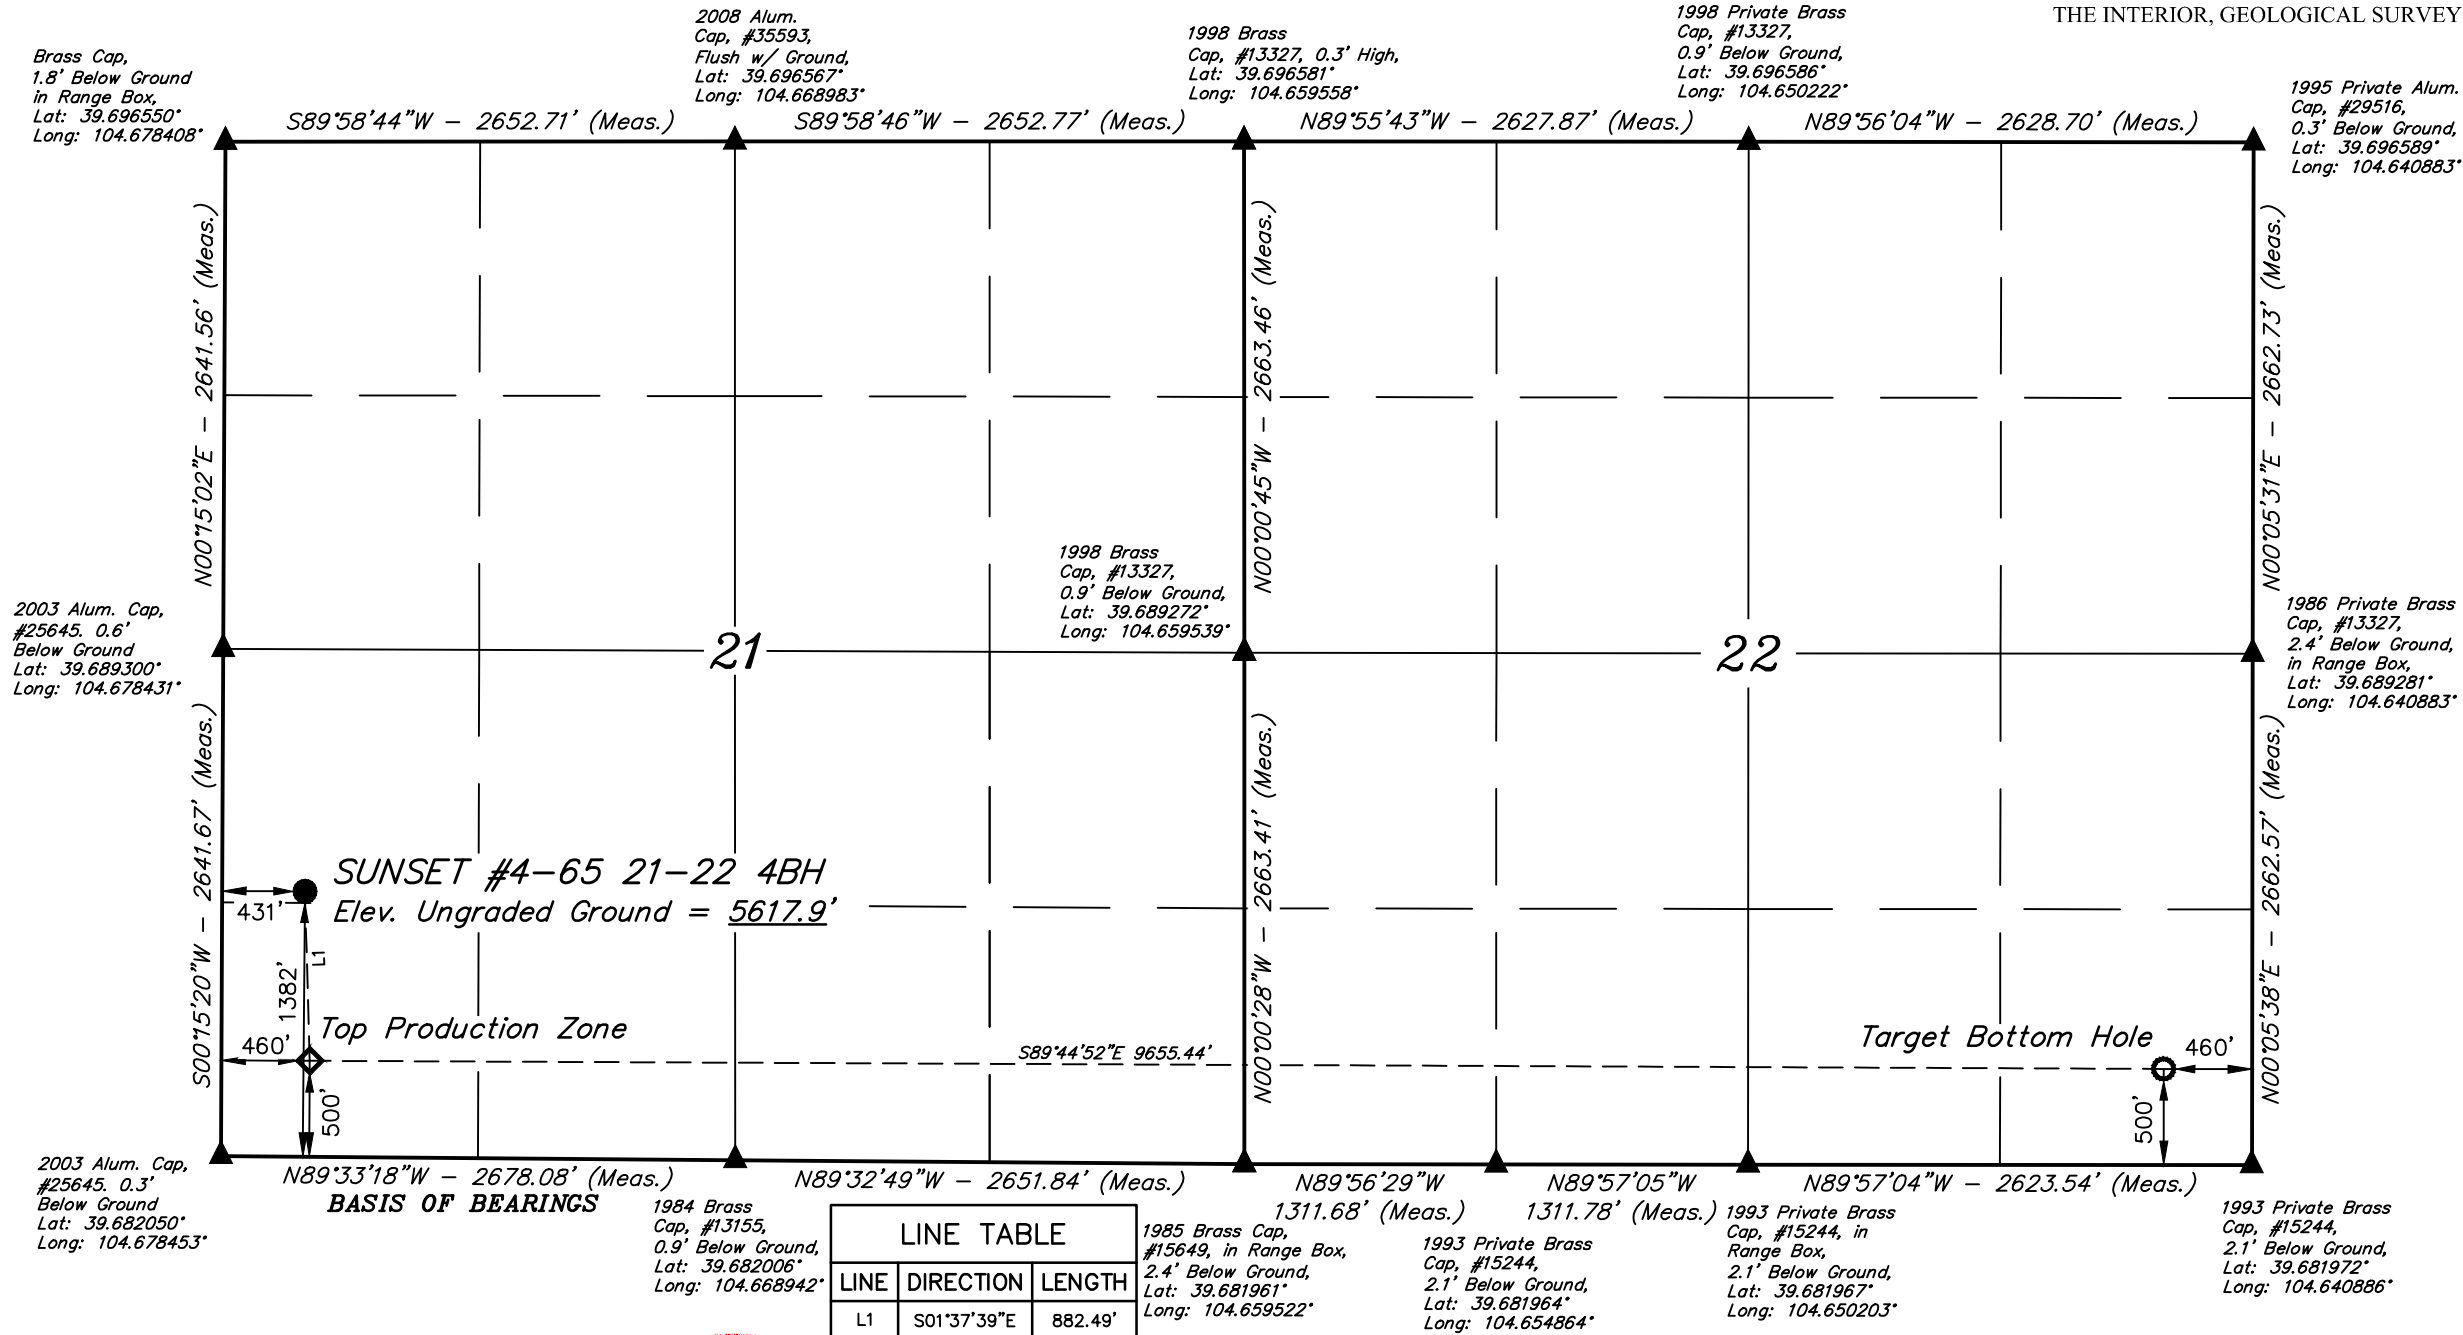 THE INTERIOR, GEOLOGICAL SURVEY
Brass Cap,
1.8' Below Ground
in Range Box,
Lat: 39.696550°
Long: 104.678408°
2008 Alum.
Cap, #35593,
Flush w/ Ground,
Lat: 39.696567°
Long: 104.668983°
1998 Brass
Cap, #13327, 0.3' High,
Lat: 39.696581°
Long: 104.659558°
1998 Private Brass
Cap, #13327,
0.9' Below Ground,
Lat: 39.696586°
Long: 104.650222°
1995 Private Alum.
Cap, #29516,
0.3' Below Ground,
Lat: 39.696589°
Long: 104.640883°
S89°58'44"W - 2652.71' (Meas.)
S89°58'46"W - 2652.77' (Meas.)
N89°55'43"W - 2627.87' (Meas.)
N89°56'04"W - 2628.70' (Meas.)
N00°15'02"E - 2641.56' (Meas.)
N00°00'45"W - 2663.46' (Meas.)
N00°05'31"E - 2662.73' (Meas.)
2003 Alum. Cap,
#25645. 0.6'
Below Ground
Lat: 39.689300°
Long: 104.678431°
21
1998 Brass
Cap, #13327,
0.9' Below Ground,
Lat: 39.689272°
Long: 104.659539°
22
1986 Private Brass
Cap, #13327,
2.4' Below Ground,
in Range Box,
Lat: 39.689281°
Long: 104.640883°
S00°15'20"W - 2641.67' (Meas.)
N00°00'28"W - 2663.41' (Meas.)
N00°05'38"E - 2662.57' (Meas.)
SUNSET #4-65 21-22 4BH
Elev. Ungraded Ground = 5617.9'
431'
1382'
L1
Top Production Zone
460'
500'
S89°44'52"E 9655.44'
Target Bottom Hole
460'
500'
N89°33'18"W - 2678.08' (Meas.)
BASIS OF BEARINGS
N89°32'49"W - 2651.84' (Meas.)
N89°56'29"W
1311.68' (Meas.)
N89°57'05"W
1311.78' (Meas.)
N89°57'04"W - 2623.54' (Meas.)
2003 Alum. Cap,
#25645. 0.3'
Below Ground
Lat: 39.682050°
Long: 104.678453°
1984 Brass
Cap, #13155,
0.9' Below Ground,
Lat: 39.682006°
Long: 104.668942°
LINE TABLE
LINE DIRECTION LENGTH
L1 S01°37'39"E 882.49'
1985 Brass Cap,
#15649, in Range Box,
2.4' Below Ground,
Lat: 39.681961°
Long: 104.659522°
1993 Private Brass
Cap, #15244,
2.1' Below Ground,
Lat: 39.681964°
Long: 104.654864°
1993 Private Brass
Cap, #15244, in
Range Box,
2.1' Below Ground,
Lat: 39.681967°
Long: 104.650203°
1993 Private Brass
Cap, #15244,
2.1' Below Ground,
Lat: 39.681972°
Long: 104.640886°